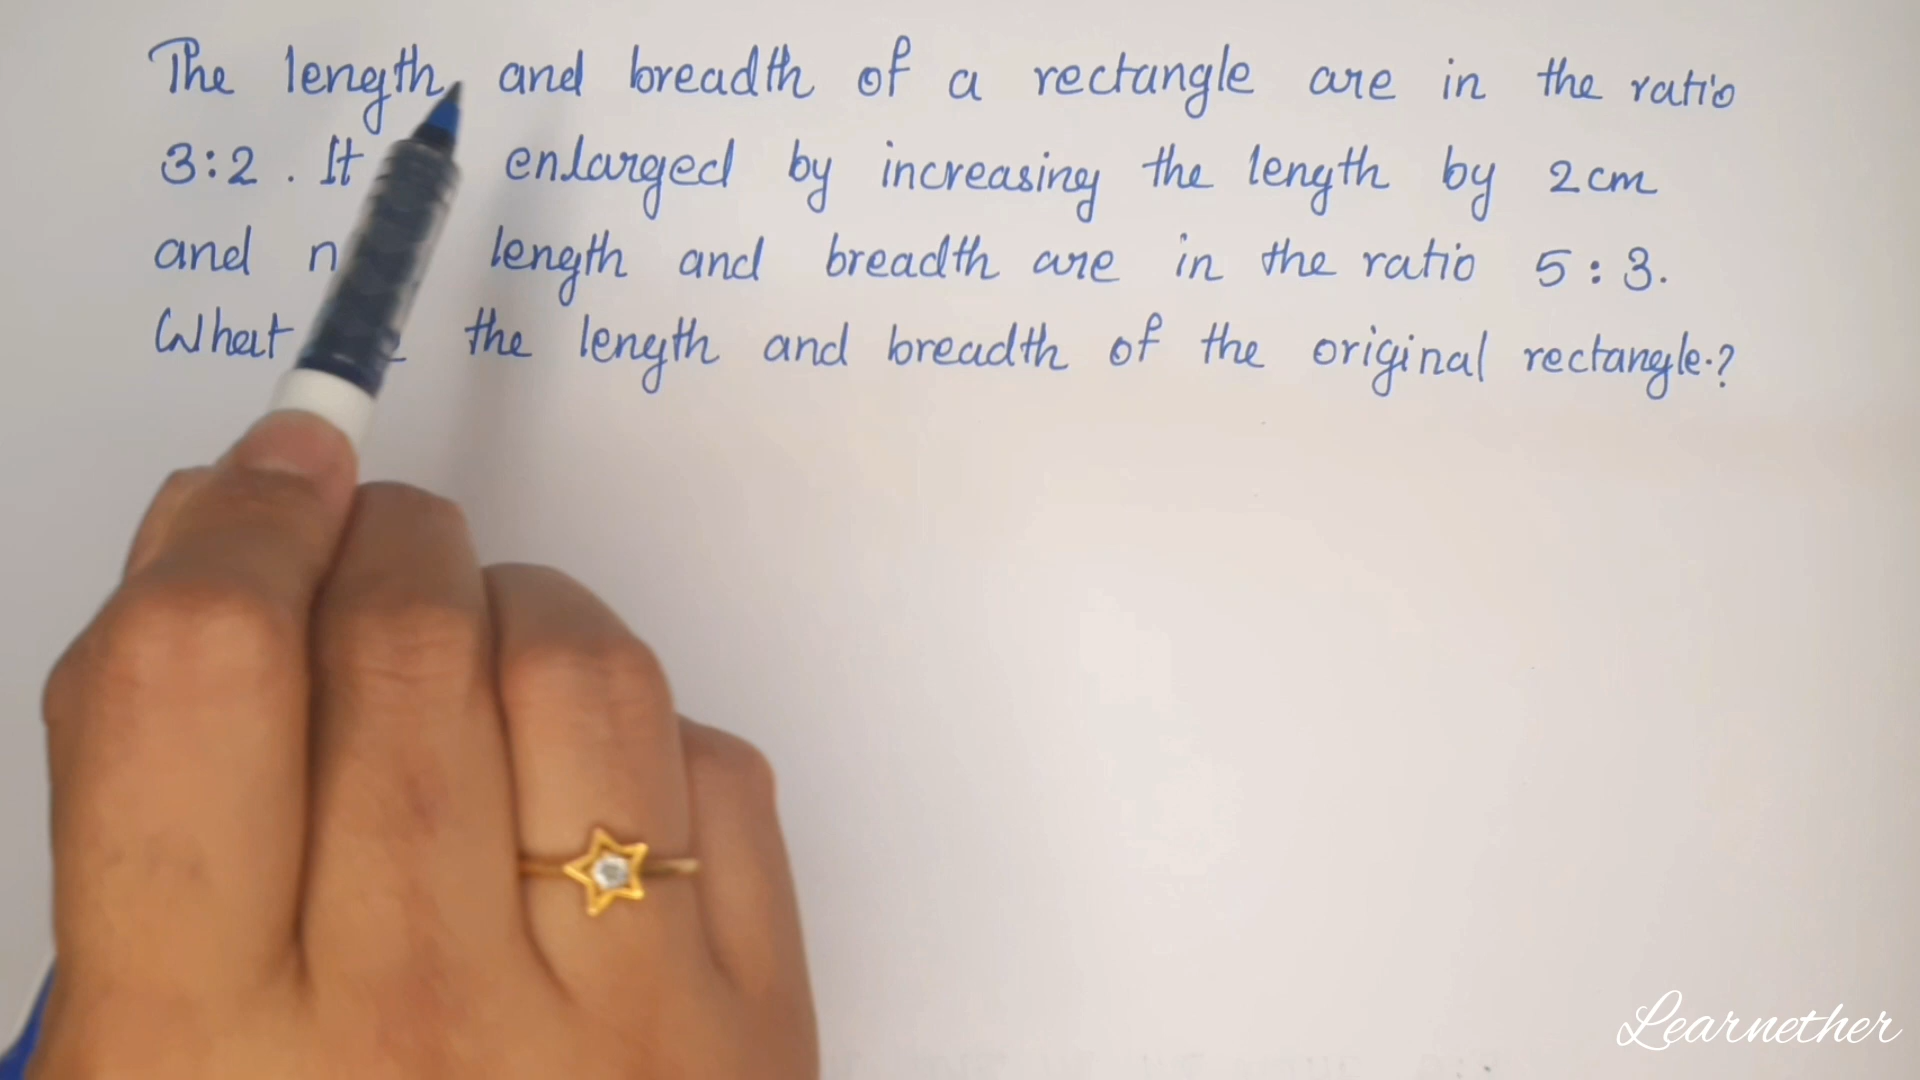 The length and breadth of a rectangle are in the ratio
3:2. It enlarged by increasing the length by 2cm
and length and breadth are in the ratio 5:3.
What the length and breadth of the original rectangle.?
Learnether